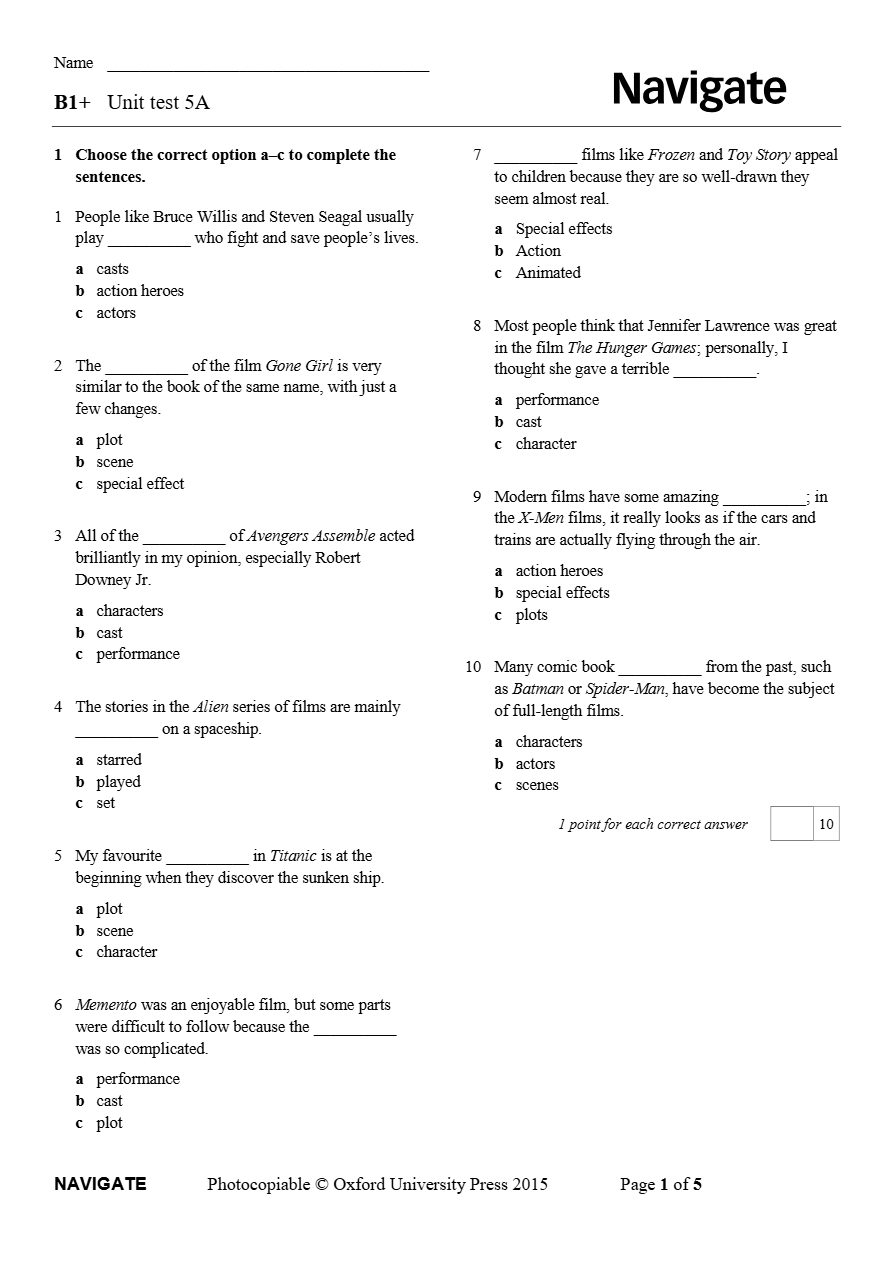 Name ______________________________________
Navigate
B1+ Unit test 5A
1 Choose the correct option a–c to complete the
sentences.
1 People like Bruce Willis and Steven Seagal usually
play __________ who fight and save people's lives.
a casts
b action heroes
c actors
2 The __________ of the film Gone Girl is very
similar to the book of the same name, with just a
few changes.
a plot
b scene
c special effect
3 All of the __________ of Avengers Assemble acted
brilliantly in my opinion, especially Robert
Downey Jr.
a characters
b cast
c performance
4 The stories in the Alien series of films are mainly
__________ on a spaceship.
a starred
b played
c set
5 My favourite __________ in Titanic is at the
beginning when they discover the sunken ship.
a plot
b scene
c character
6 Memento was an enjoyable film, but some parts
were difficult to follow because the __________
was so complicated.
a performance
b cast
c plot
7 __________ films like Frozen and Toy Story appeal
to children because they are so well-drawn they
seem almost real.
a Special effects
b Action
c Animated
8 Most people think that Jennifer Lawrence was great
in the film The Hunger Games; personally, I
thought she gave a terrible __________.
a performance
b cast
c character
9 Modern films have some amazing __________; in
the X-Men films, it really looks as if the cars and
trains are actually flying through the air.
a action heroes
b special effects
c plots
10 Many comic book __________ from the past, such
as Batman or Spider-Man, have become the subject
of full-length films.
a characters
b actors
c scenes
1 point for each correct answer 10
NAVIGATE Photocopiable © Oxford University Press 2015 Page 1 of 5